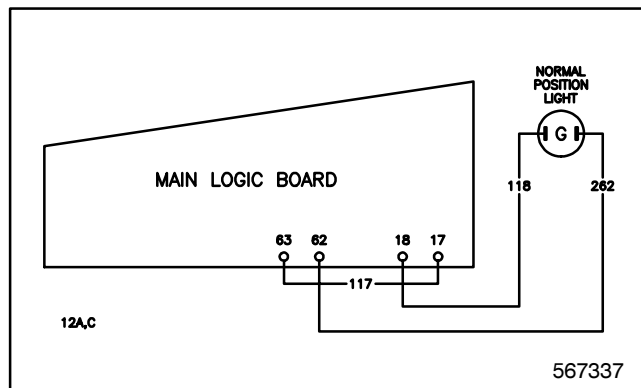 NORMAL
POSITION
LIGHT
G
MAIN LOGIC BOARD
118
262
63 62 18 17
117
12A,C
567337